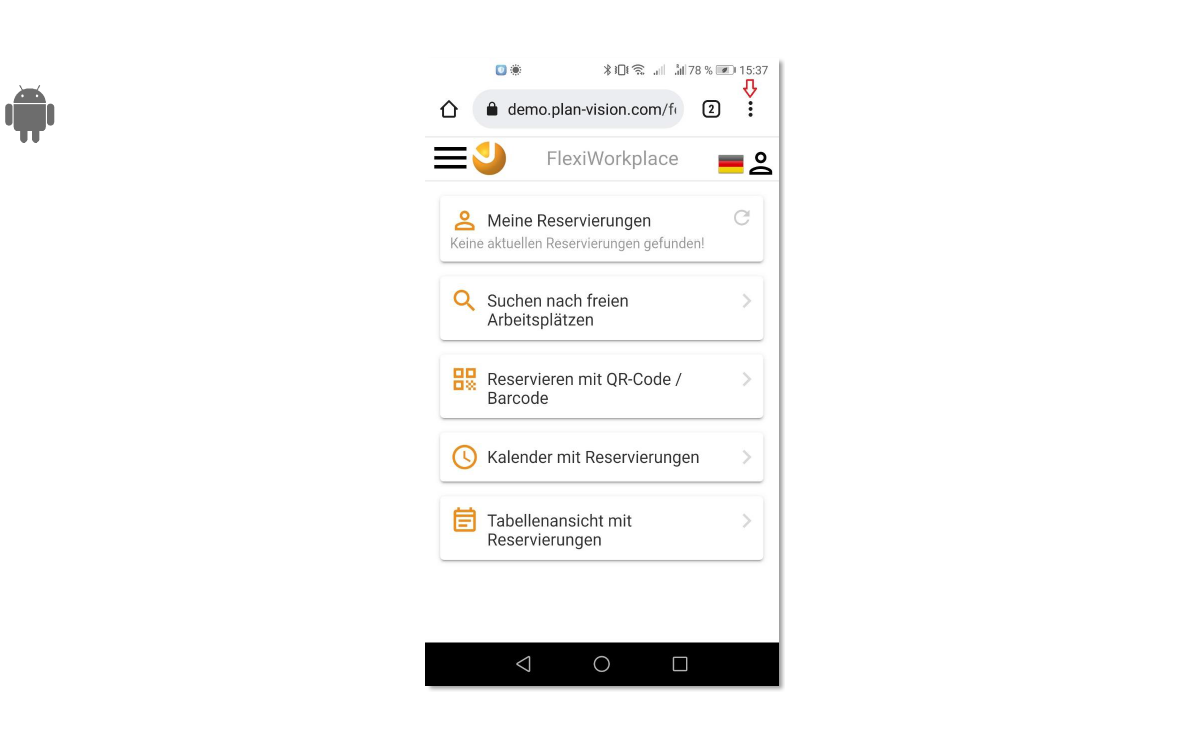 78 % 15:37
demo.plan-vision.com/f
2
FlexiWorkplace
Meine Reservierungen
Keine aktuellen Reservierungen gefunden!
Suchen nach freien
Arbeitsplätzen
Reservieren mit QR-Code /
Barcode
Kalender mit Reservierungen
Tabellenansicht mit
Reservierungen